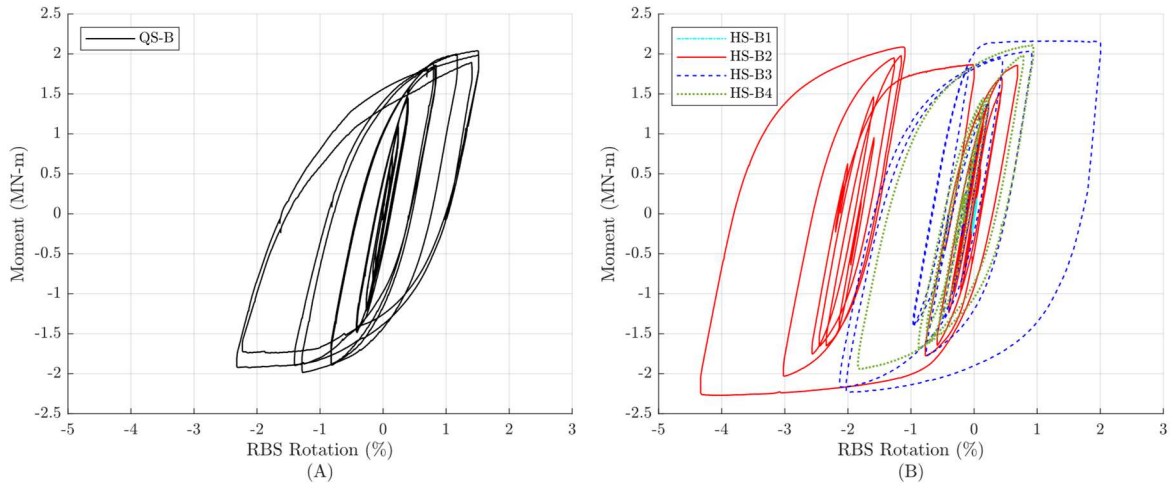 2.5
2
1.5
1
0.5
0
-0.5
-1
-1.5
-2
-2.5
Moment (MN-m)
QS-B
-5 -4 -3 -2 -1 0 1 2 3
RBS Rotation (%)
(A)
2.5
2
1.5
1
0.5
0
-0.5
-1
-1.5
-2
-2.5
Moment (MN-m)
HS-B1
HS-B2
HS-B3
HS-B4
-5 -4 -3 -2 -1 0 1 2 3
RBS Rotation (%)
(B)